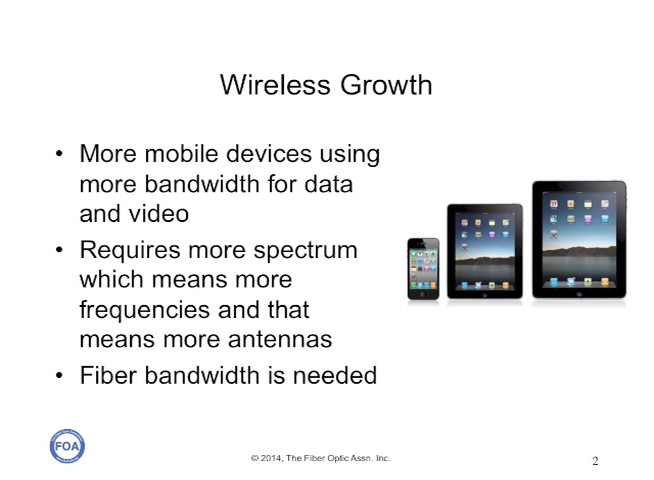 Wireless Growth
• More mobile devices using
more bandwidth for data
and video
• Requires more spectrum
which means more
frequencies and that
means more antennas
• Fiber bandwidth is needed
FOA
© 2014, The Fiber Optic Assn. Inc.
2